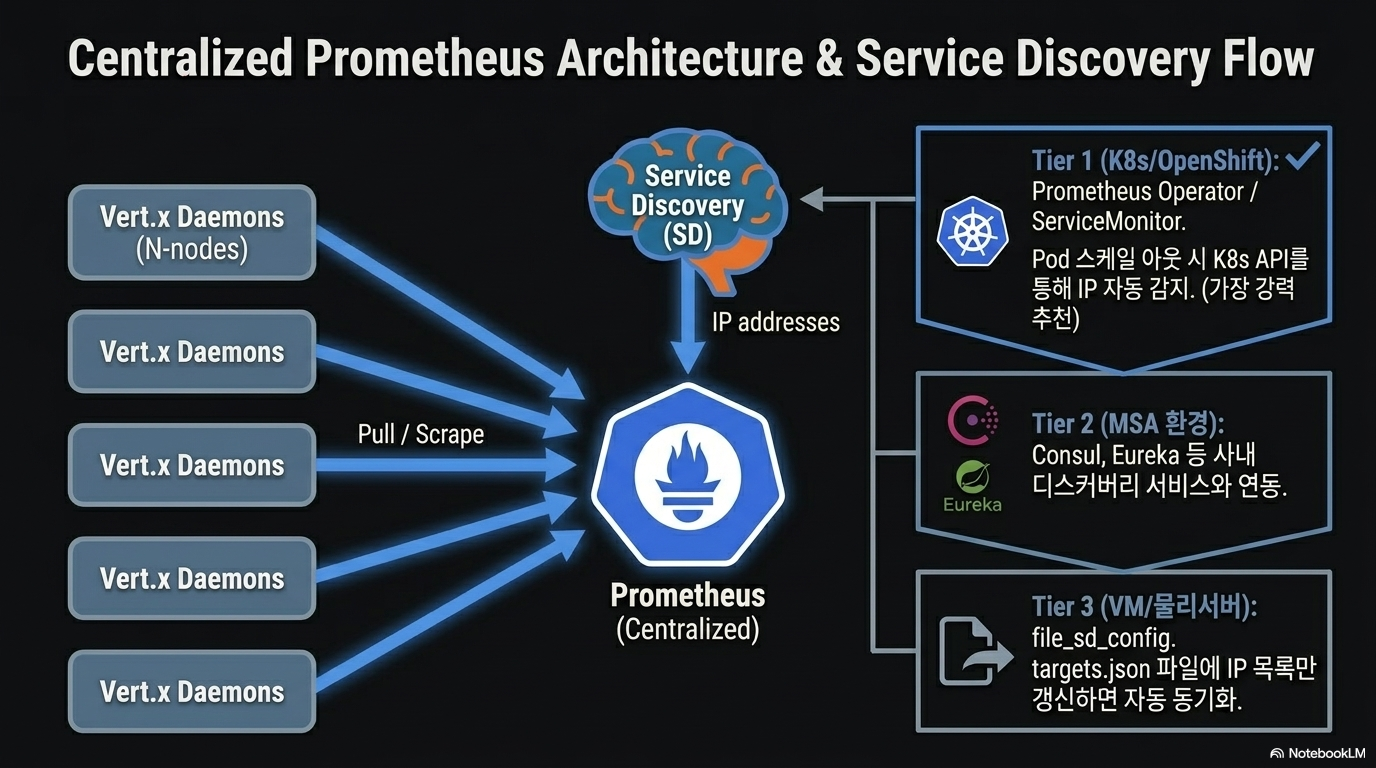 Centralized Prometheus Architecture & Service Discovery Flow
Vert.x Daemons
(N-nodes)
Vert.x Daemons
Vert.x Daemons
Vert.x Daemons
Vert.x Daemons
Pull / Scrape
Service
Discovery
(SD)
IP addresses
Prometheus
(Centralized)
Tier 1 (K8s/OpenShift):
Prometheus Operator /
ServiceMonitor.
Pod 스케일 아웃 시 K8s API를
통해 IP 자동 감지. (가장 강력
추천)
Tier 2 (MSA 환경):
Consul, Eureka 등 사내
디스커버리 서비스와 연동.
Eureka
Tier 3 (VM/물리서버):
file_sd_config.
targets.json 파일에 IP 목록만
갱신하면 자동 동기화.
NotebookLM